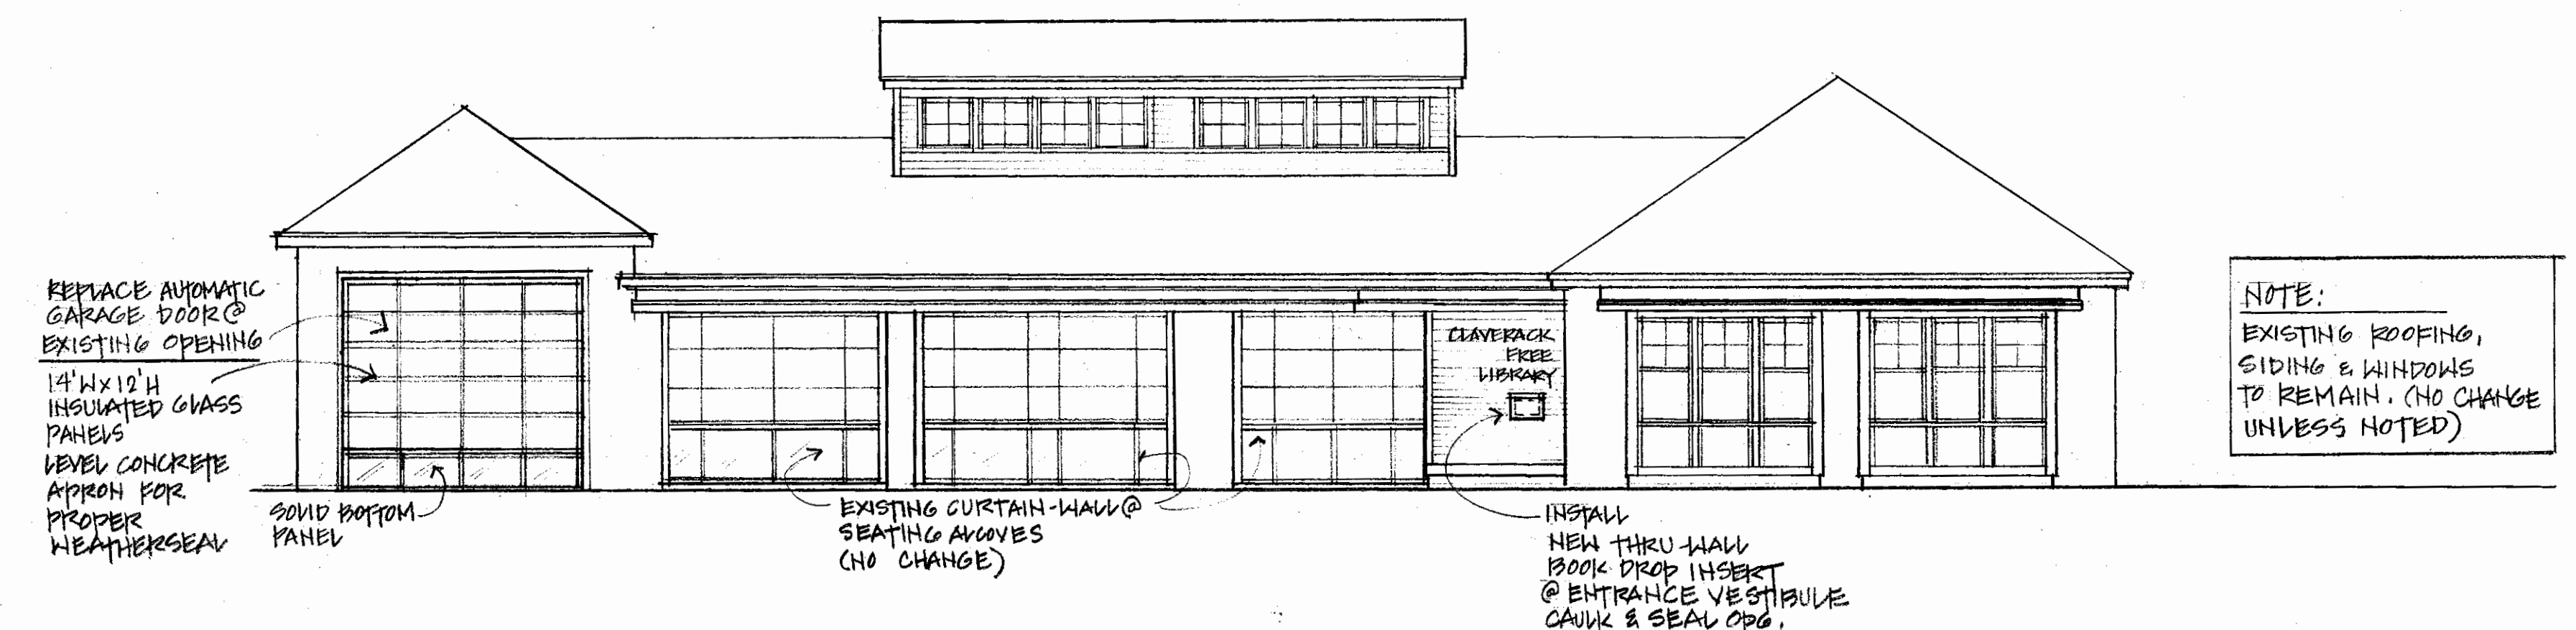 REPLACE AUTOMATIC
GARAGE DOOR @
EXISTING OPENING
14'W X 12'H
INSULATED GLASS
PANELS
LEVEL CONCRETE
APRON FOR
PROPER
WEATHERSEAL
SOLID BOTTOM
PANEL
EXISTING CURTAIN-WALL @
SEATING ALCOVES
(NO CHANGE)
CLAVERACK
FREE
LIBRARY
INSTALL
NEW THRU-WALL
BOOK DROP INSERT
@ ENTRANCE VESTIBULE
CAULK & SEAL OPG.
NOTE:
EXISTING ROOFING,
SIDING & WINDOWS
TO REMAIN. (NO CHANGE
UNLESS NOTED)